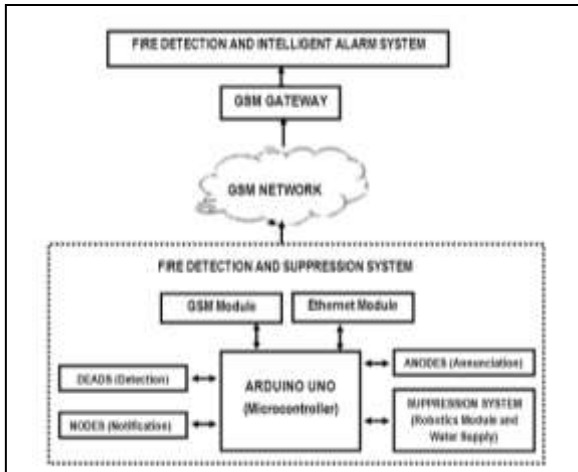 FIRE DETECTION AND INTELLIGENT ALARM SYSTEM
GSM GATEWAY
GSM NETWORK
FIRE DETECTION AND SUPPRESSION SYSTEM
GSM Module
Ethernet Module
DEADS (Detection)
NODES (Notification)
ARDUINO UNO
(Microcontroller)
ANODES (Annunciation)
SUPPRESSION SYSTEM
(Robotics Module and
Water Supply)